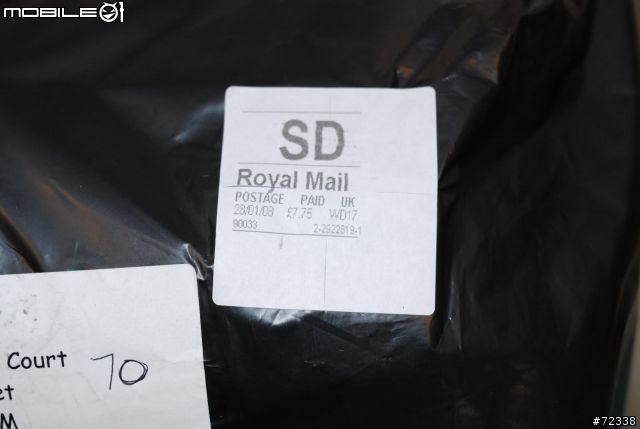 MOBILE01
SD
Royal Mail
POSTAGE PAID UK
28/01/08 £7.75 WD17
90033 2-2922819-1
Court
70
et
M
#72338